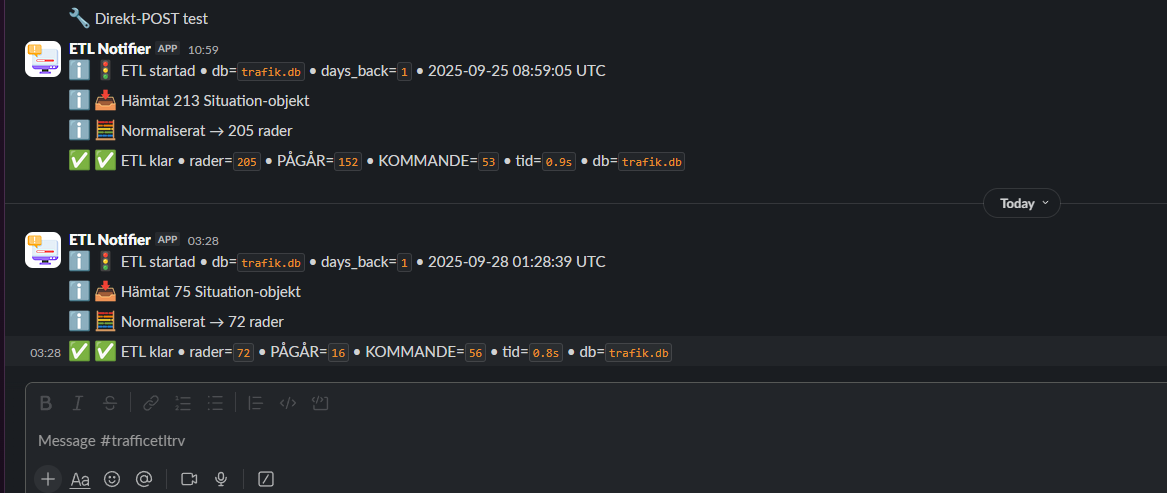 🔧 Direkt-POST test
ETL Notifier APP 10:59
ℹ️ 🚦 ETL startad • db=trafik.db • days_back=1 • 2025-09-25 08:59:05 UTC
ℹ️ 📥 Hämtat 213 Situation-objekt
ℹ️ 🧮 Normaliserat → 205 rader
✅ ✅ ETL klar • rader=205 • PÅGÅR=152 • KOMMANDE=53 • tid=0.9s • db=trafik.db
Today
ETL Notifier APP 03:28
ℹ️ 🚦 ETL startad • db=trafik.db • days_back=1 • 2025-09-28 01:28:39 UTC
ℹ️ 📥 Hämtat 75 Situation-objekt
ℹ️ 🧮 Normaliserat → 72 rader
03:28 ✅ ✅ ETL klar • rader=72 • PÅGÅR=16 • KOMMANDE=56 • tid=0.8s • db=trafik.db
B I S
Message #trafficetltrv
+ Aa @